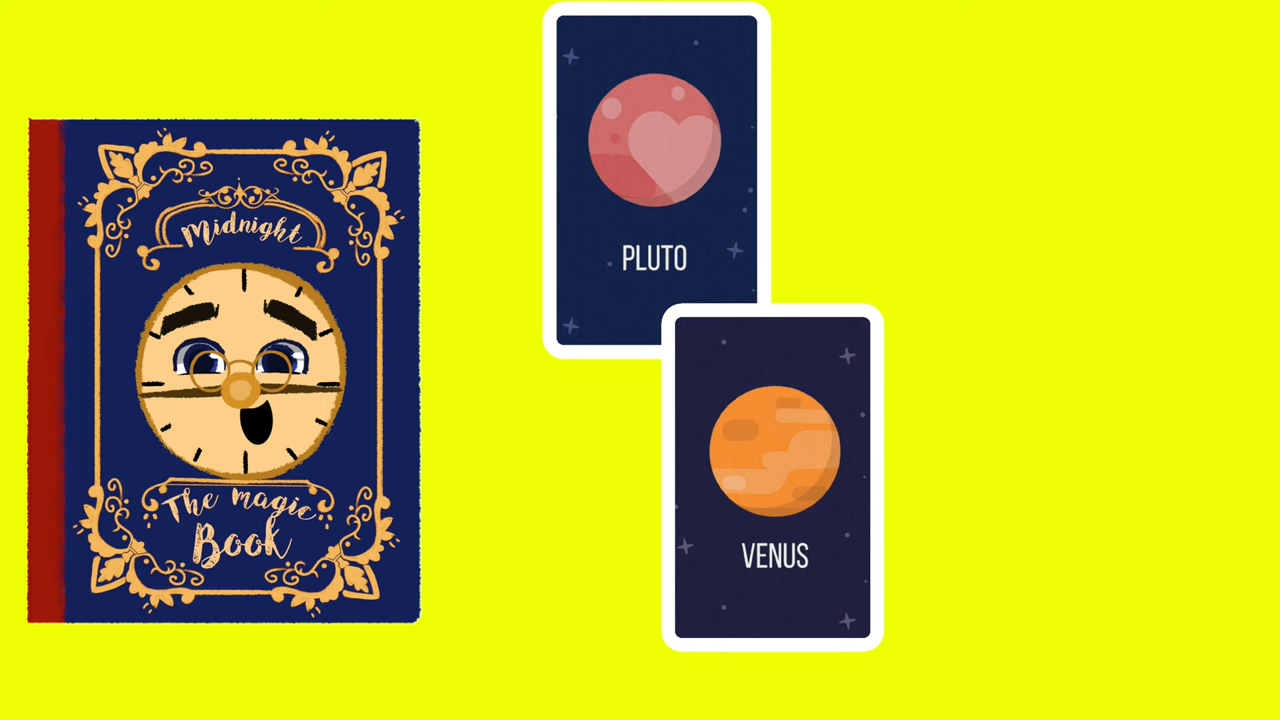 Midnight
The magic
Book
PLUTO
VENUS